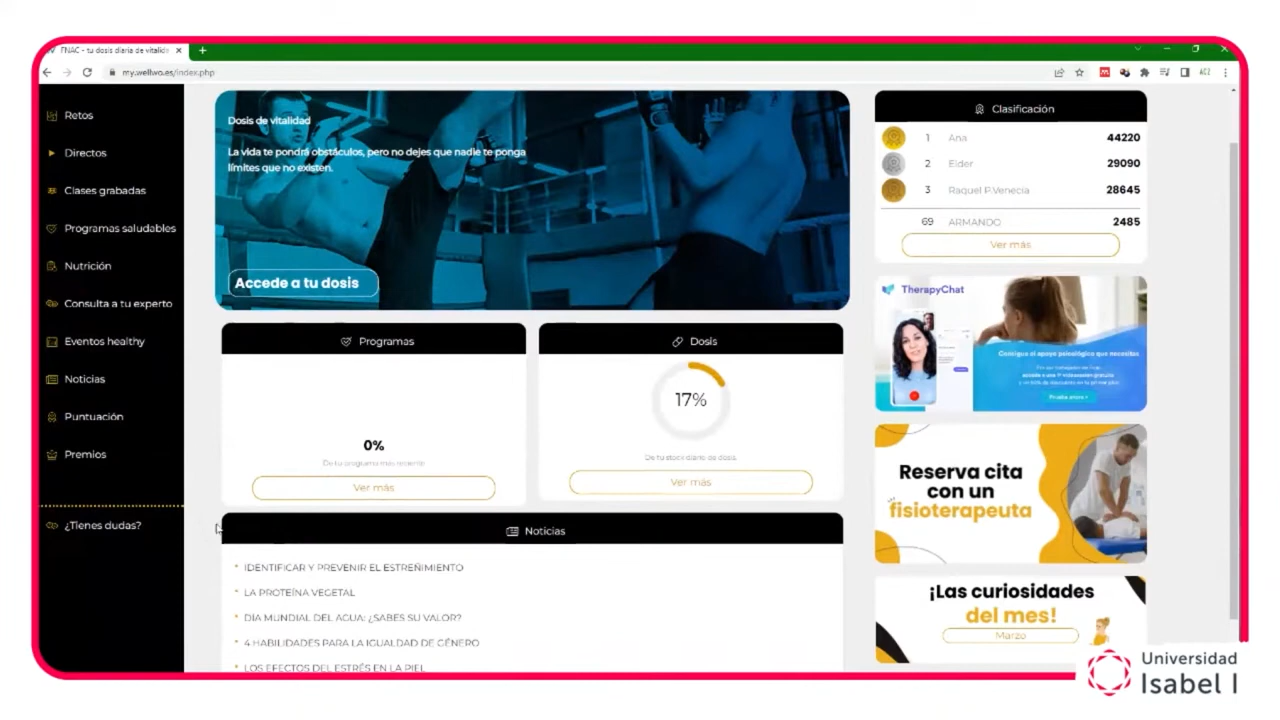 FNAC - tu dosis diaria de vitalida
my.wellwo.es/index.php
Retos
Directos
Clases grabadas
Programas saludables
Nutrición
Consulta a tu experto
Eventos healthy
Noticias
Puntuación
Premios
¿Tienes dudas?
Dosis de vitalidad
La vida te pondrá obstáculos, pero no dejes que nadie te ponga
límites que no existen.
Accede a tu dosis
Programas
0%
De tu programa más reciente
Ver más
Dosis
17%
De tu stock diario de dosis.
Ver más
Noticias
IDENTIFICAR Y PREVENIR EL ESTREÑIMIENTO
LA PROTEÍNA VEGETAL
DIA MUNDIAL DEL AGUA: ¿SABES SU VALOR?
4 HABILIDADES PARA LA IGUALDAD DE GÉNERO
LOS EFECTOS DEL ESTRÉS EN LA PIEL
Clasificación
1 Ana 44220
2 Eider 29090
3 Raquel P.Venecia 28645
69 ARMANDO 2485
Ver más
TherapyChat
Consigue el apoyo psicológico que necesitas
Prueba ahora >
Reserva cita
con un
fisioterapeuta
¡Las curiosidades
del mes!
Marzo
Universidad
Isabel I